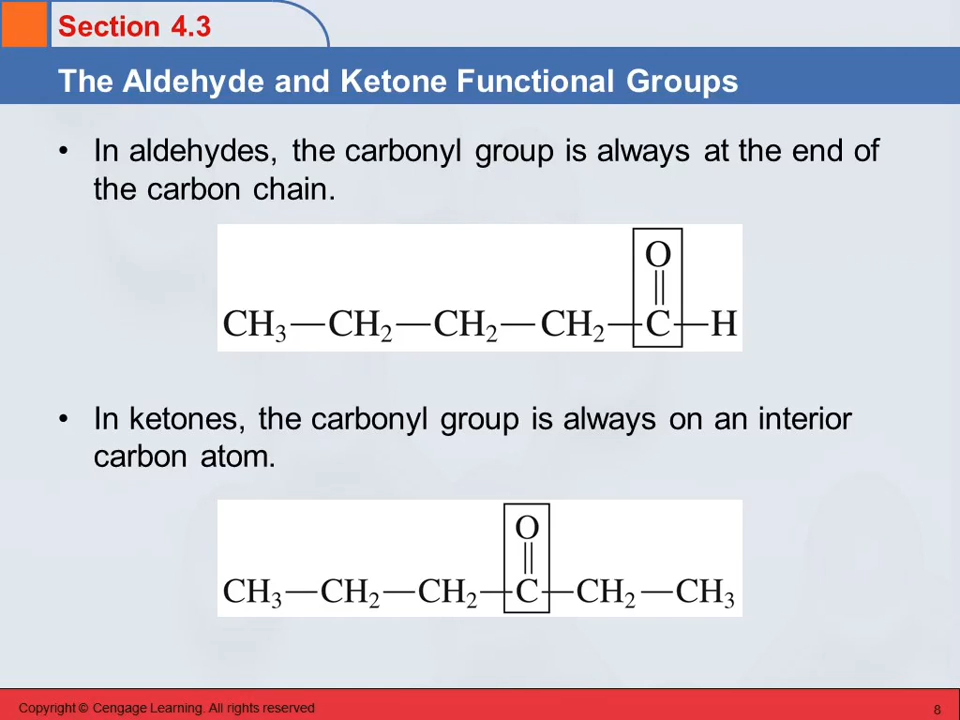 Section 4.3
The Aldehyde and Ketone Functional Groups
• In aldehydes, the carbonyl group is always at the end of
the carbon chain.
O
||
CH₃—CH₂—CH₂—CH₂—C—H
• In ketones, the carbonyl group is always on an interior
carbon atom.
O
||
CH₃—CH₂—CH₂—C—CH₂—CH₃
Copyright © Cengage Learning. All rights reserved
8